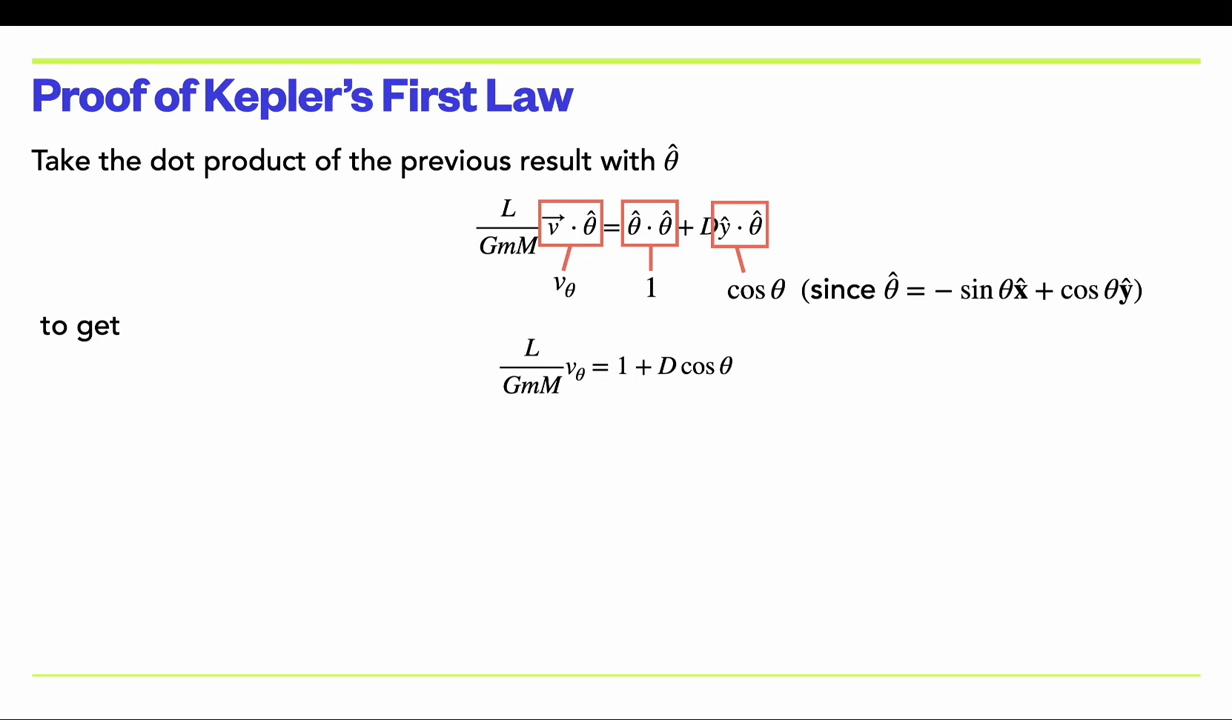 Proof of Kepler's First Law
Take the dot product of the previous result with θ̂
L/GmM v⃗ · θ̂ = θ̂ · θ̂ + Dŷ · θ̂
v_θ 1 cos θ (since θ̂ = − sin θx̂ + cos θŷ)
to get
L/GmM v_θ = 1 + D cos θ